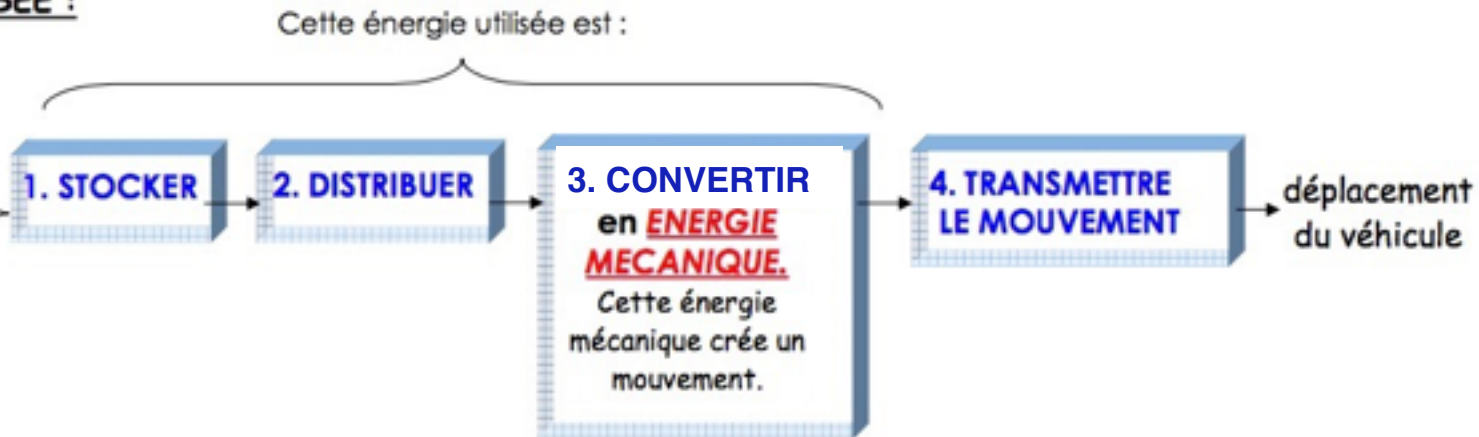 Cette énergie utilisée est :
1. STOCKER
2. DISTRIBUER
3. CONVERTIR
en ENERGIE
MECANIQUE.
Cette énergie
mécanique crée un
mouvement.
4. TRANSMETTRE
LE MOUVEMENT
déplacement
du véhicule